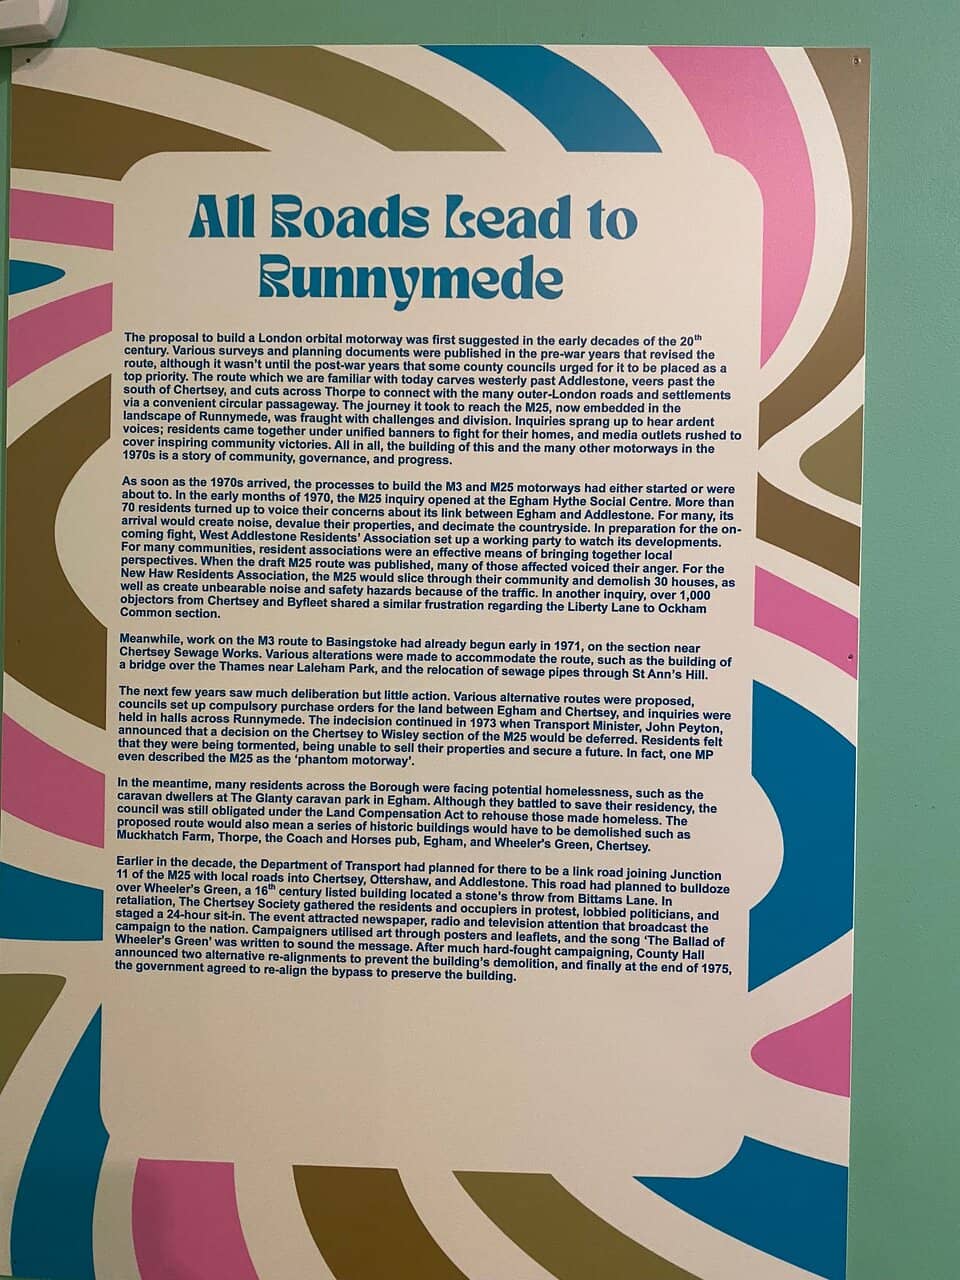 All Roads Lead to
Runnymede
The proposal to build a London orbital motorway was first suggested in the early decades of the 20th
century. Various surveys and planning documents were published in the pre-war years that revised the
route, although it wasn't until the post-war years that some county councils urged for it to be placed as a
top priority. The route which we are familiar with today carves westerly past Addlestone, veers past the
south of Chertsey, and cuts across Thorpe to connect with the many outer-London roads and settlements
via a convenient circular passageway. The journey it took to reach the M25, now embedded in the
landscape of Runnymede, was fraught with challenges and division. Inquiries sprang up to hear ardent
voices; residents came together under unified banners to fight for their homes, and media outlets rushed to
cover inspiring community victories. All in all, the building of this and the many other motorways in the
1970s is a story of community, governance, and progress.
As soon as the 1970s arrived, the processes to build the M3 and M25 motorways had either started or were
about to. In the early months of 1970, the M25 inquiry opened at the Egham Hythe Social Centre. More than
70 residents turned up to voice their concerns about its link between Egham and Addlestone. For many, its
arrival would create noise, devalue their properties, and decimate the countryside. In preparation for the on-
coming fight, West Addlestone Residents' Association set up a working party to watch its developments.
For many communities, resident associations were an effective means of bringing together local
perspectives. When the draft M25 route was published, many of those affected voiced their anger. For the
New Haw Residents Association, the M25 would slice through their community and demolish 30 houses, as
well as create unbearable noise and safety hazards because of the traffic. In another inquiry, over 1,000
objectors from Chertsey and Byfleet shared a similar frustration regarding the Liberty Lane to Ockham
Common section.
Meanwhile, work on the M3 route to Basingstoke had already begun early in 1971, on the section near
Chertsey Sewage Works. Various alterations were made to accommodate the route, such as the building of
a bridge over the Thames near Laleham Park, and the relocation of sewage pipes through St Ann's Hill.
The next few years saw much deliberation but little action. Various alternative routes were proposed,
councils set up compulsory purchase orders for the land between Egham and Chertsey, and inquiries were
held in halls across Runnymede. The indecision continued in 1973 when Transport Minister, John Peyton,
announced that a decision on the Chertsey to Wisley section of the M25 would be deferred. Residents felt
that they were being tormented, being unable to sell their properties and secure a future. In fact, one MP
even described the M25 as the 'phantom motorway'.
In the meantime, many residents across the Borough were facing potential homelessness, such as the
caravan dwellers at The Glanty caravan park in Egham. Although they battled to save their residency, the
council was still obligated under the Land Compensation Act to rehouse those made homeless. The
proposed route would also mean a series of historic buildings would have to be demolished such as
Muckhatch Farm, Thorpe, the Coach and Horses pub, Egham, and Wheeler's Green, Chertsey.
Earlier in the decade, the Department of Transport had planned for there to be a link road joining Junction
11 of the M25 with local roads into Chertsey, Ottershaw, and Addlestone. This road had planned to bulldoze
over Wheeler's Green, a 16th century listed building located a stone's throw from Bittams Lane. In
retaliation, The Chertsey Society gathered the residents and occupiers in protest, lobbied politicians, and
staged a 24-hour sit-in. The event attracted newspaper, radio and television attention that broadcast the
campaign to the nation. Campaigners utilised art through posters and leaflets, and the song 'The Ballad of
Wheeler's Green' was written to sound the message. After much hard-fought campaigning, County Hall
announced two alternative re-alignments to prevent the building's demolition, and finally at the end of 1975,
the government agreed to re-align the bypass to preserve the building.